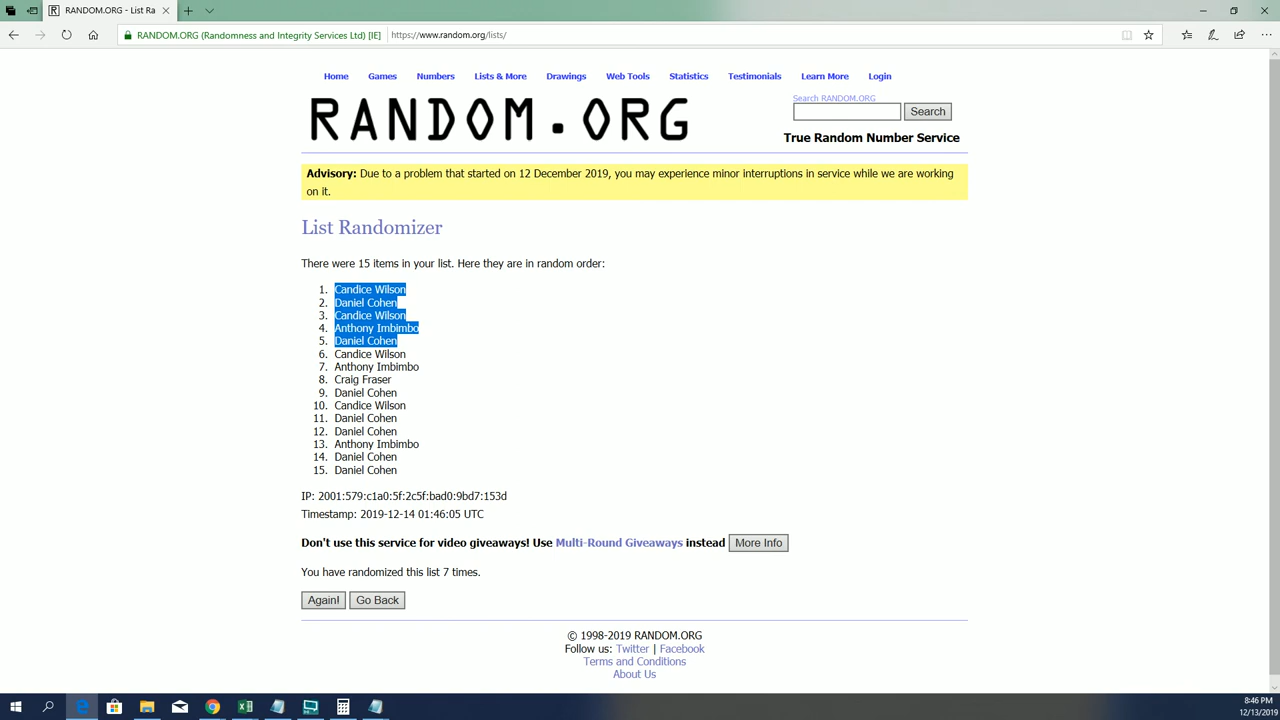 RANDOM.ORG - List Ra
RANDOM.ORG (Randomness and Integrity Services Ltd) [IE]
https://www.random.org/lists/
Home Games Numbers Lists & More Drawings Web Tools Statistics Testimonials Learn More Login
Search RANDOM.ORG
RANDOM.ORG
Search
True Random Number Service
Advisory: Due to a problem that started on 12 December 2019, you may experience minor interruptions in service while we are working
on it.
List Randomizer
There were 15 items in your list. Here they are in random order:
1. Candice Wilson
2. Daniel Cohen
3. Candice Wilson
4. Anthony Imbimbo
5. Daniel Cohen
6. Candice Wilson
7. Anthony Imbimbo
8. Craig Fraser
9. Daniel Cohen
10. Candice Wilson
11. Daniel Cohen
12. Daniel Cohen
13. Anthony Imbimbo
14. Daniel Cohen
15. Daniel Cohen
IP: 2001:579:c1a0:5f:2c5f:bad0:9bd7:153d
Timestamp: 2019-12-14 01:46:05 UTC
Don't use this service for video giveaways! Use Multi-Round Giveaways instead More Info
You have randomized this list 7 times.
Again! Go Back
© 1998-2019 RANDOM.ORG
Follow us: Twitter | Facebook
Terms and Conditions
About Us
8:46 PM
12/13/2019